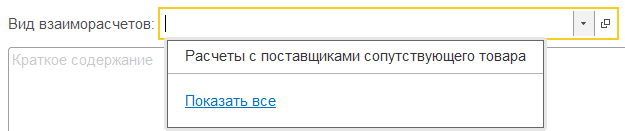 Вид взаиморасчетов:
Расчеты с поставщиками сопутствующего товара
Краткое содержание
Показать все